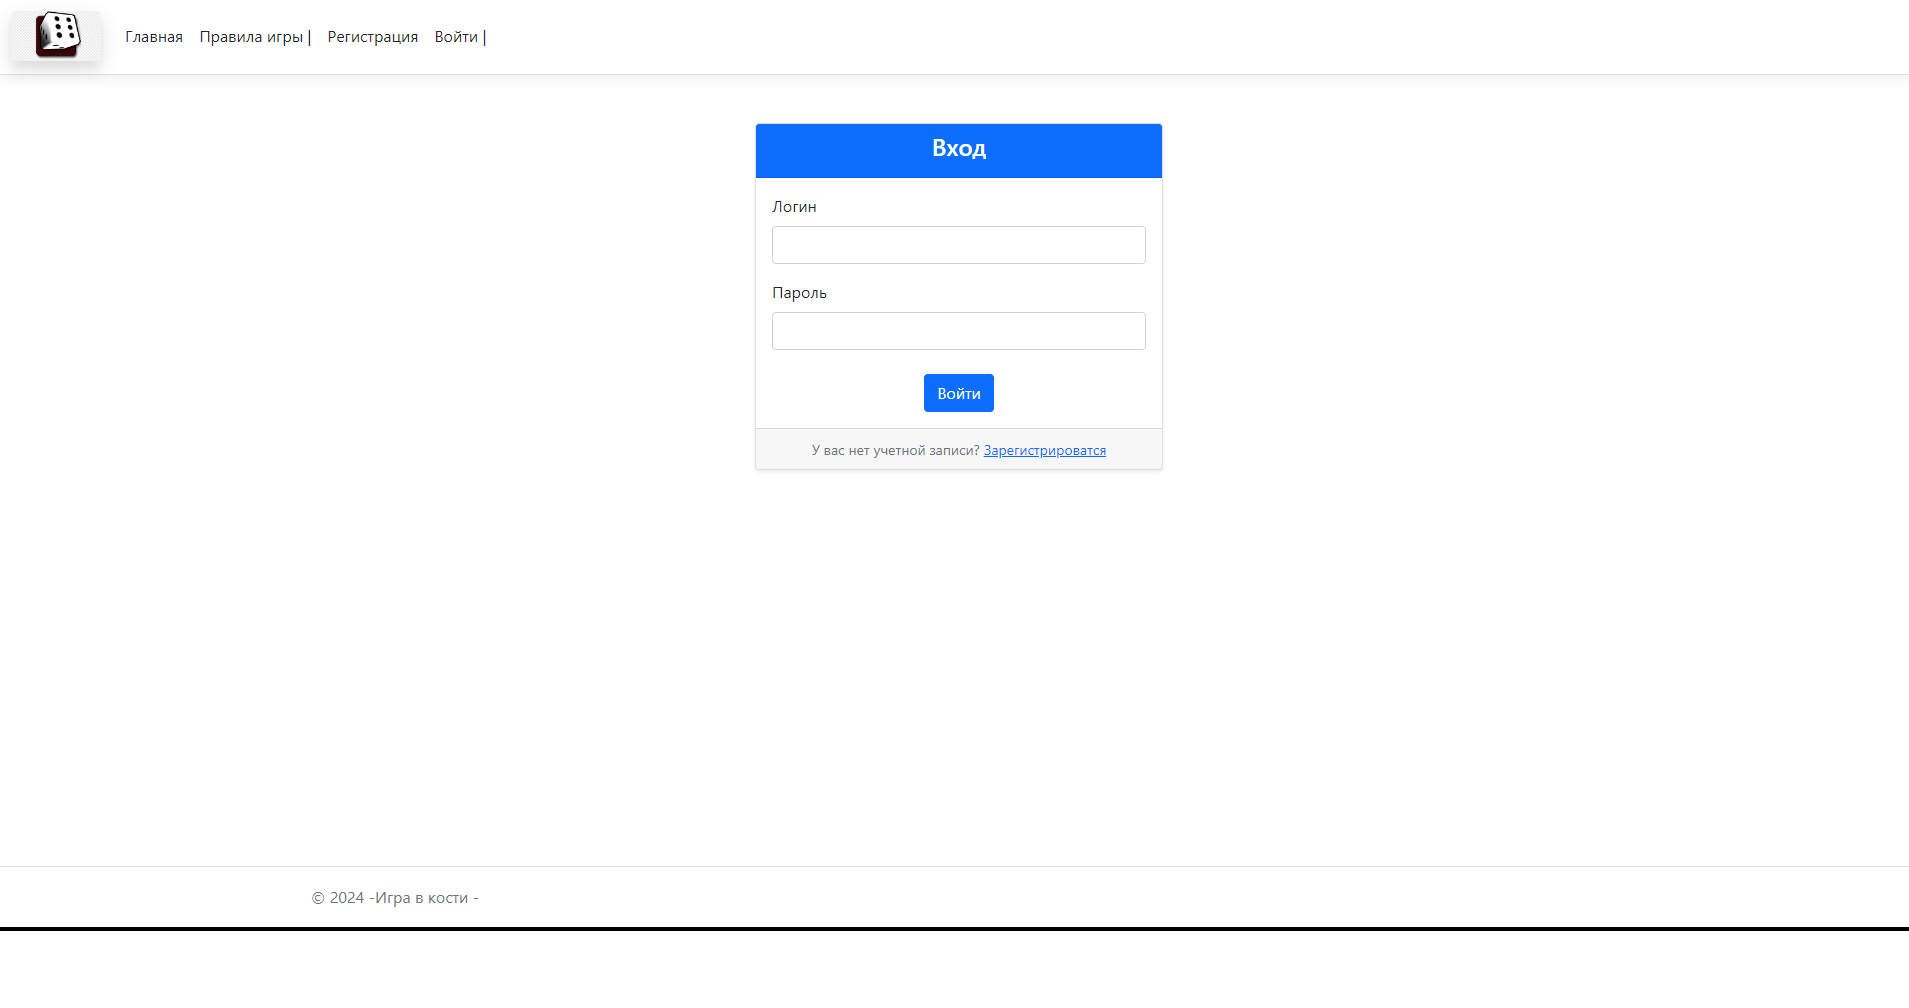 Главная Правила игры | Регистрация Войти |
Вход
Логин
Пароль
Войти
У вас нет учетной записи? Зарегистрироватся
© 2024 -Игра в кости -